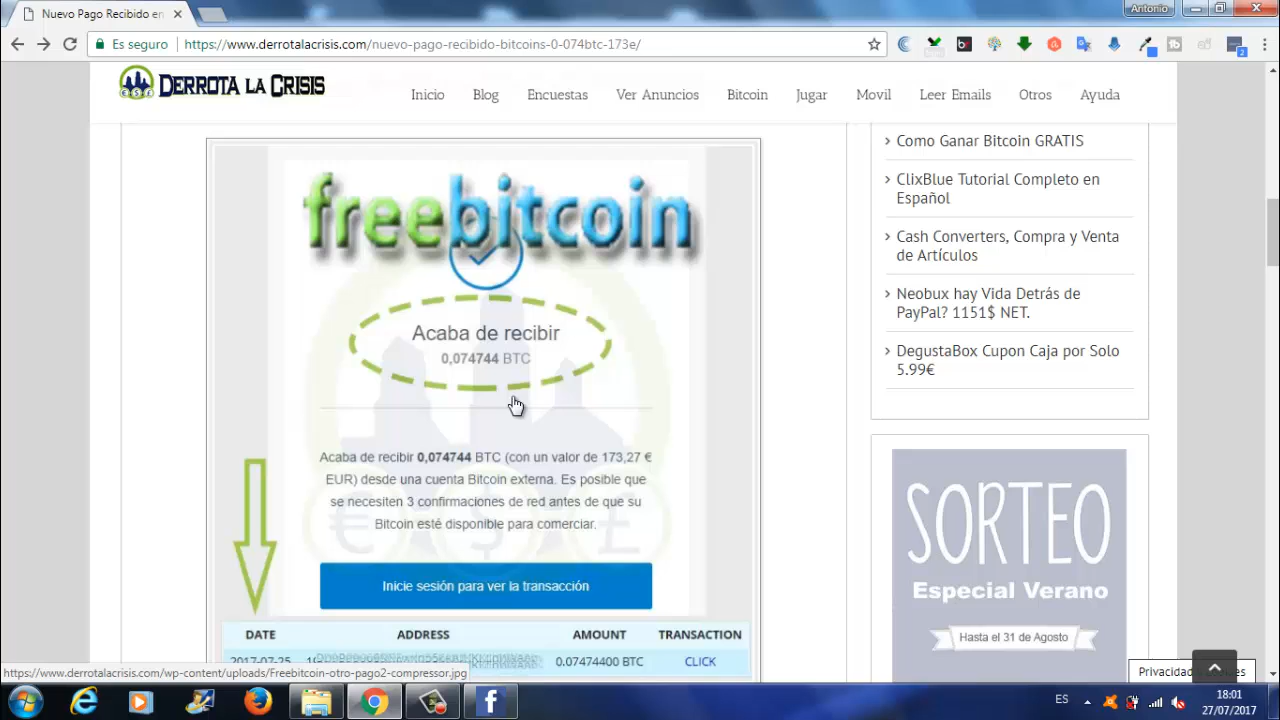 Nuevo Pago Recibido en
Antonio
Es seguro
https://www.derrotalacrisis.com/nuevo-pago-recibido-bitcoins-0-074btc-173e/
DERROTA LA CRISIS
Inicio Blog Encuestas Ver Anuncios Bitcoin Jugar Movil Leer Emails Otros Ayuda
freebitcoin
Acaba de recibir
0,074744 BTC
Acaba de recibir 0,074744 BTC (con un valor de 173,27 €
EUR) desde una cuenta Bitcoin externa. Es posible que
se necesiten 3 confirmaciones de red antes de que su
Bitcoin esté disponible para comerciar.
Inicie sesión para ver la transacción
DATE ADDRESS AMOUNT TRANSACTION
2017-07-25 0.07474400 BTC CLICK
Como Ganar Bitcoin GRATIS
ClixBlue Tutorial Completo en
Español
Cash Converters, Compra y Venta
de Artículos
Neobux hay Vida Detrás de
PayPal? 1151$ NET.
DegustaBox Cupon Caja por Solo
5.99€
SORTEO
Especial Verano
Hasta el 31 de Agosto
https://www.derrotalacrisis.com/wp-content/uploads/Freebitcoin-otro-pago2-compressor.jpg
Privacidad
ES
18:01
27/07/2017